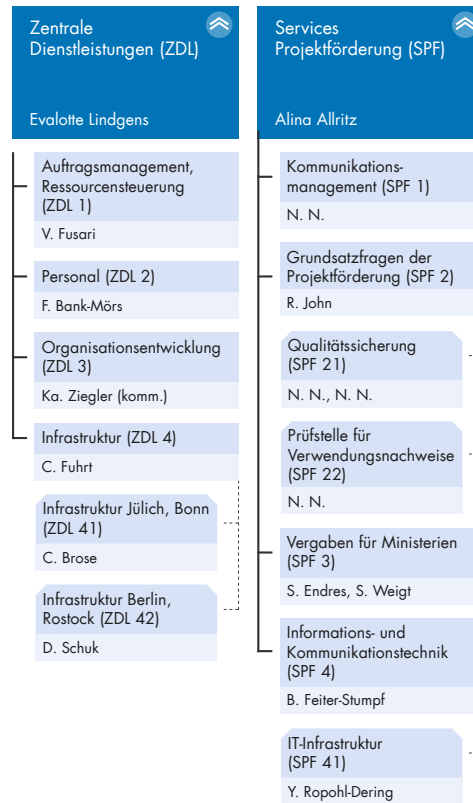 Zentrale
Dienstleistungen (ZDL)
Evalotte Lindgens
Auftragsmanagement,
Ressourcensteuerung
(ZDL 1)
V. Fusari
Personal (ZDL 2)
F. Bank-Mörs
Organisationsentwicklung
(ZDL 3)
Ka. Ziegler (komm.)
Infrastruktur (ZDL 4)
C. Fuhrt
Infrastruktur Jülich, Bonn
(ZDL 41)
C. Brose
Infrastruktur Berlin,
Rostock (ZDL 42)
D. Schuk
Services
Projektförderung (SPF)
Alina Allritz
Kommunikations-
management (SPF 1)
N. N.
Grundsatzfragen der
Projektförderung (SPF 2)
R. John
Qualitätssicherung
(SPF 21)
N. N., N. N.
Prüfstelle für
Verwendungsnachweise
(SPF 22)
N. N.
Vergaben für Ministerien
(SPF 3)
S. Endres, S. Weigt
Informations- und
Kommunikationstechnik
(SPF 4)
B. Feiter-Stumpf
IT-Infrastruktur
(SPF 41)
Y. Ropohl-Dering